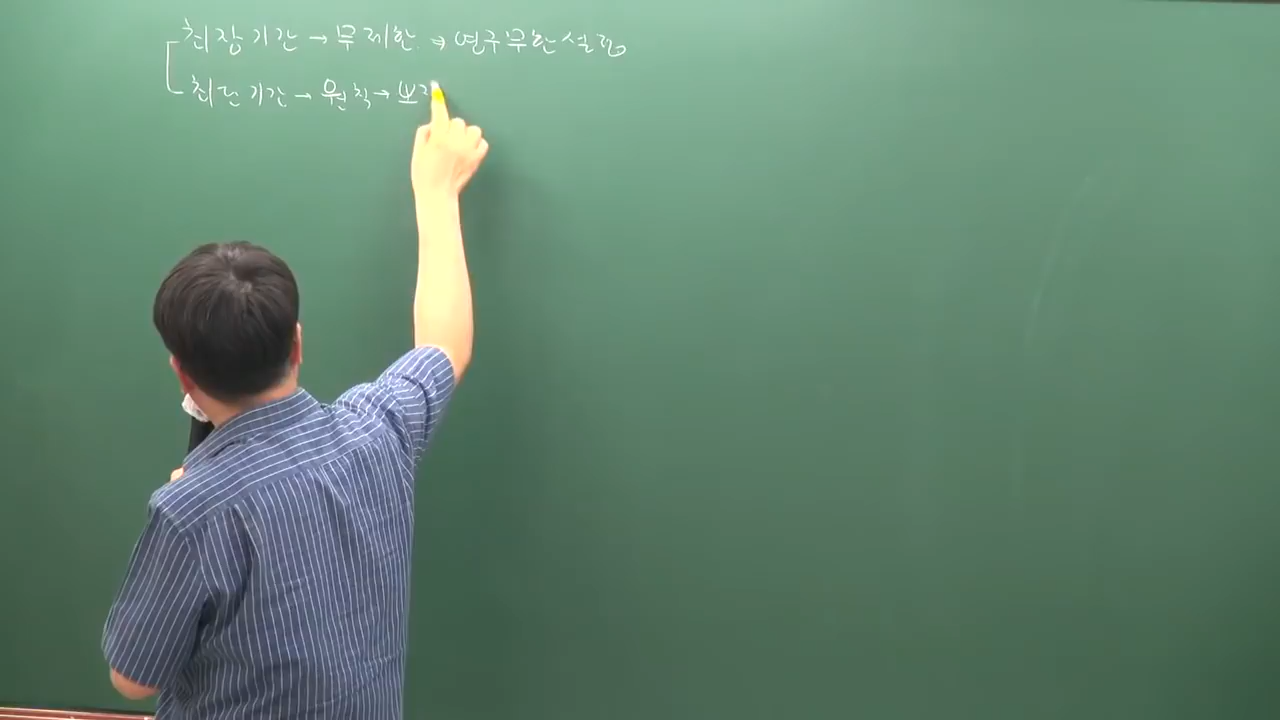 최장기간 → 무제한 → 영구무한설정
최단기간 → 원칙 → 보